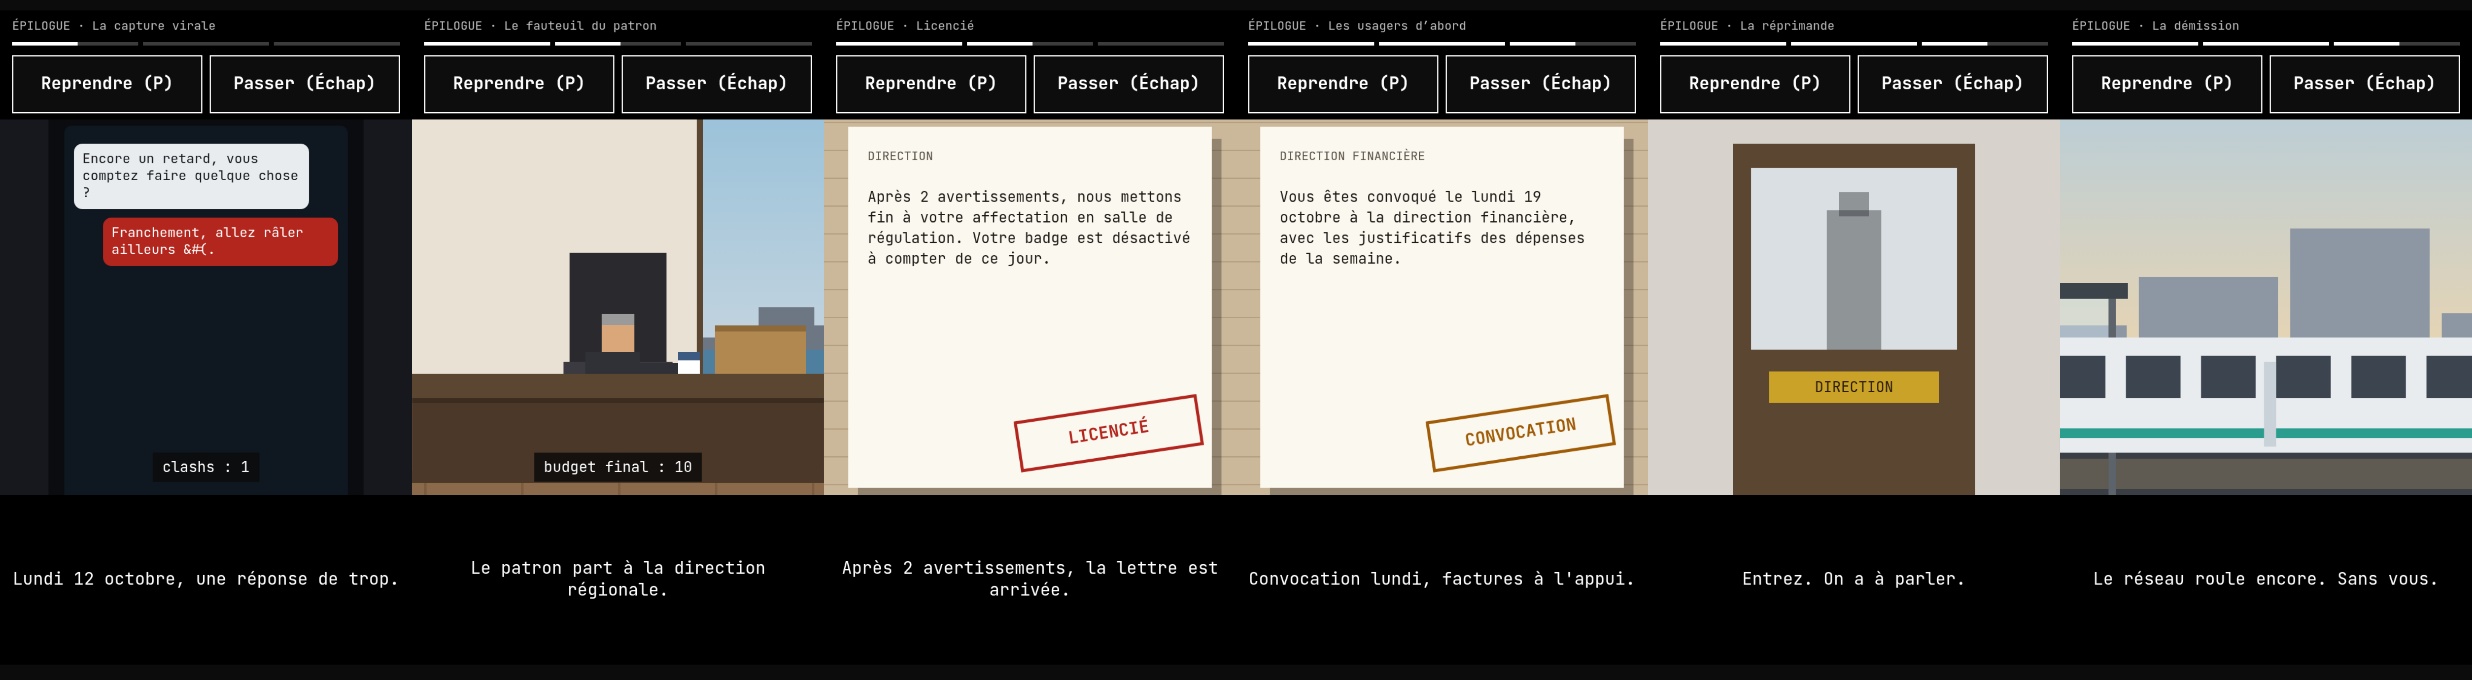 ÉPILOGUE · La capture virale
Reprendre (P)
Passer (Échap)
Encore un retard, vous
comptez faire quelque chose
?
Franchement, allez râler
ailleurs &#(.
clashs : 1
Lundi 12 octobre, une réponse de trop.
ÉPILOGUE · Le fauteuil du patron
Reprendre (P)
Passer (Échap)
budget final : 10
Le patron part à la direction
régionale.
ÉPILOGUE · Licencié
Reprendre (P)
Passer (Échap)
DIRECTION
Après 2 avertissements, nous mettons
fin à votre affectation en salle de
régulation. Votre badge est désactivé
à compter de ce jour.
LICENCIÉ
Après 2 avertissements, la lettre est
arrivée.
ÉPILOGUE · Les usagers d’abord
Reprendre (P)
Passer (Échap)
DIRECTION FINANCIÈRE
Vous êtes convoqué le lundi 19
octobre à la direction financière,
avec les justificatifs des dépenses
de la semaine.
CONVOCATION
Convocation lundi, factures à l'appui.
ÉPILOGUE · La réprimande
Reprendre (P)
Passer (Échap)
DIRECTION
Entrez. On a à parler.
ÉPILOGUE · La démission
Reprendre (P)
Passer (Échap)
Le réseau roule encore. Sans vous.